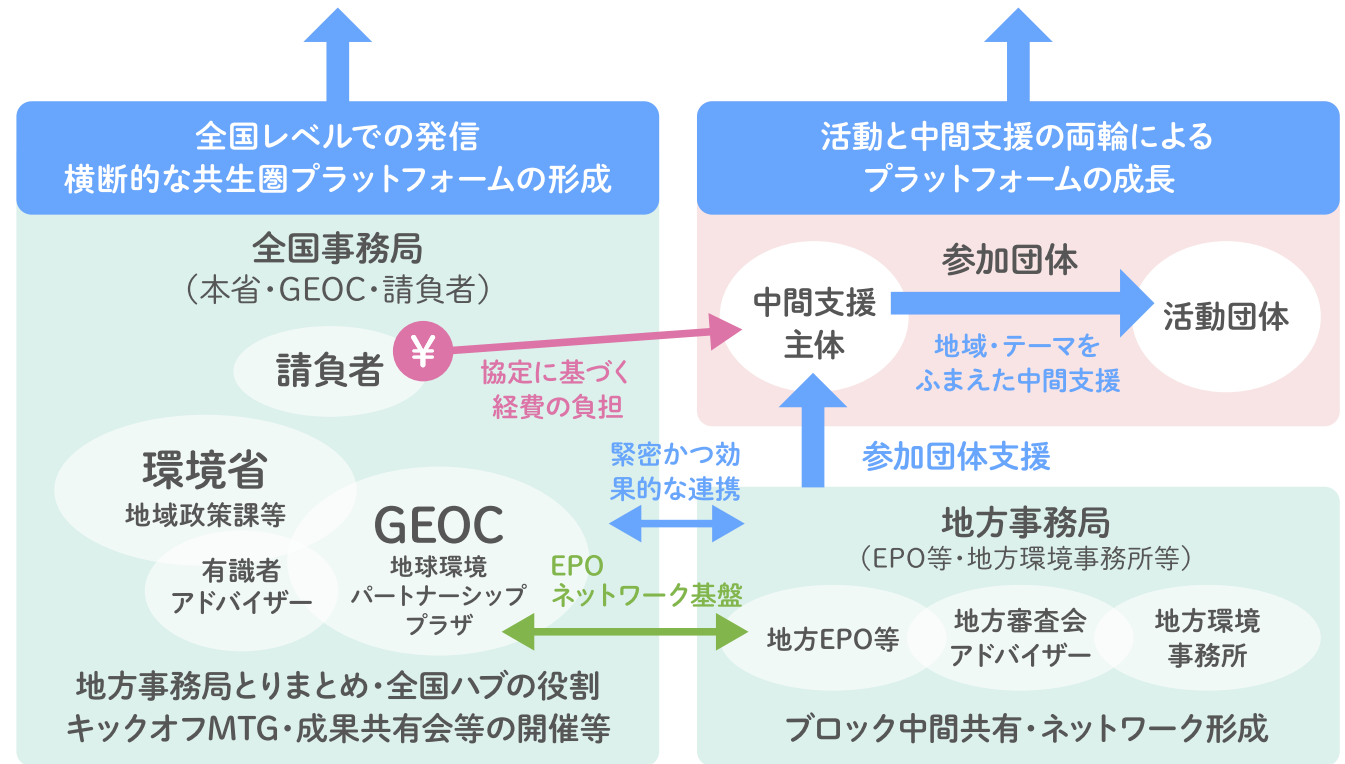 全国レベルでの発信
横断的な共生圏プラットフォームの形成
全国事務局
（本省・GEOC・請負者）
請負者
¥
協定に基づく
経費の負担
環境省
地域政策課等
GEOC
地球環境
パートナーシップ
プラザ
有識者
アドバイザー
緊密かつ効
果的な連携
EPO
ネットワーク基盤
地方事務局とりまとめ・全国ハブの役割
キックオフMTG・成果共有会等の開催等
活動と中間支援の両輪による
プラットフォームの成長
中間支援
主体
参加団体
地域・テーマを
ふまえた中間支援
活動団体
参加団体支援
地方事務局
（EPO等・地方環境事務所等）
地方EPO等
地方審査会
アドバイザー
地方環境
事務所
ブロック中間共有・ネットワーク形成